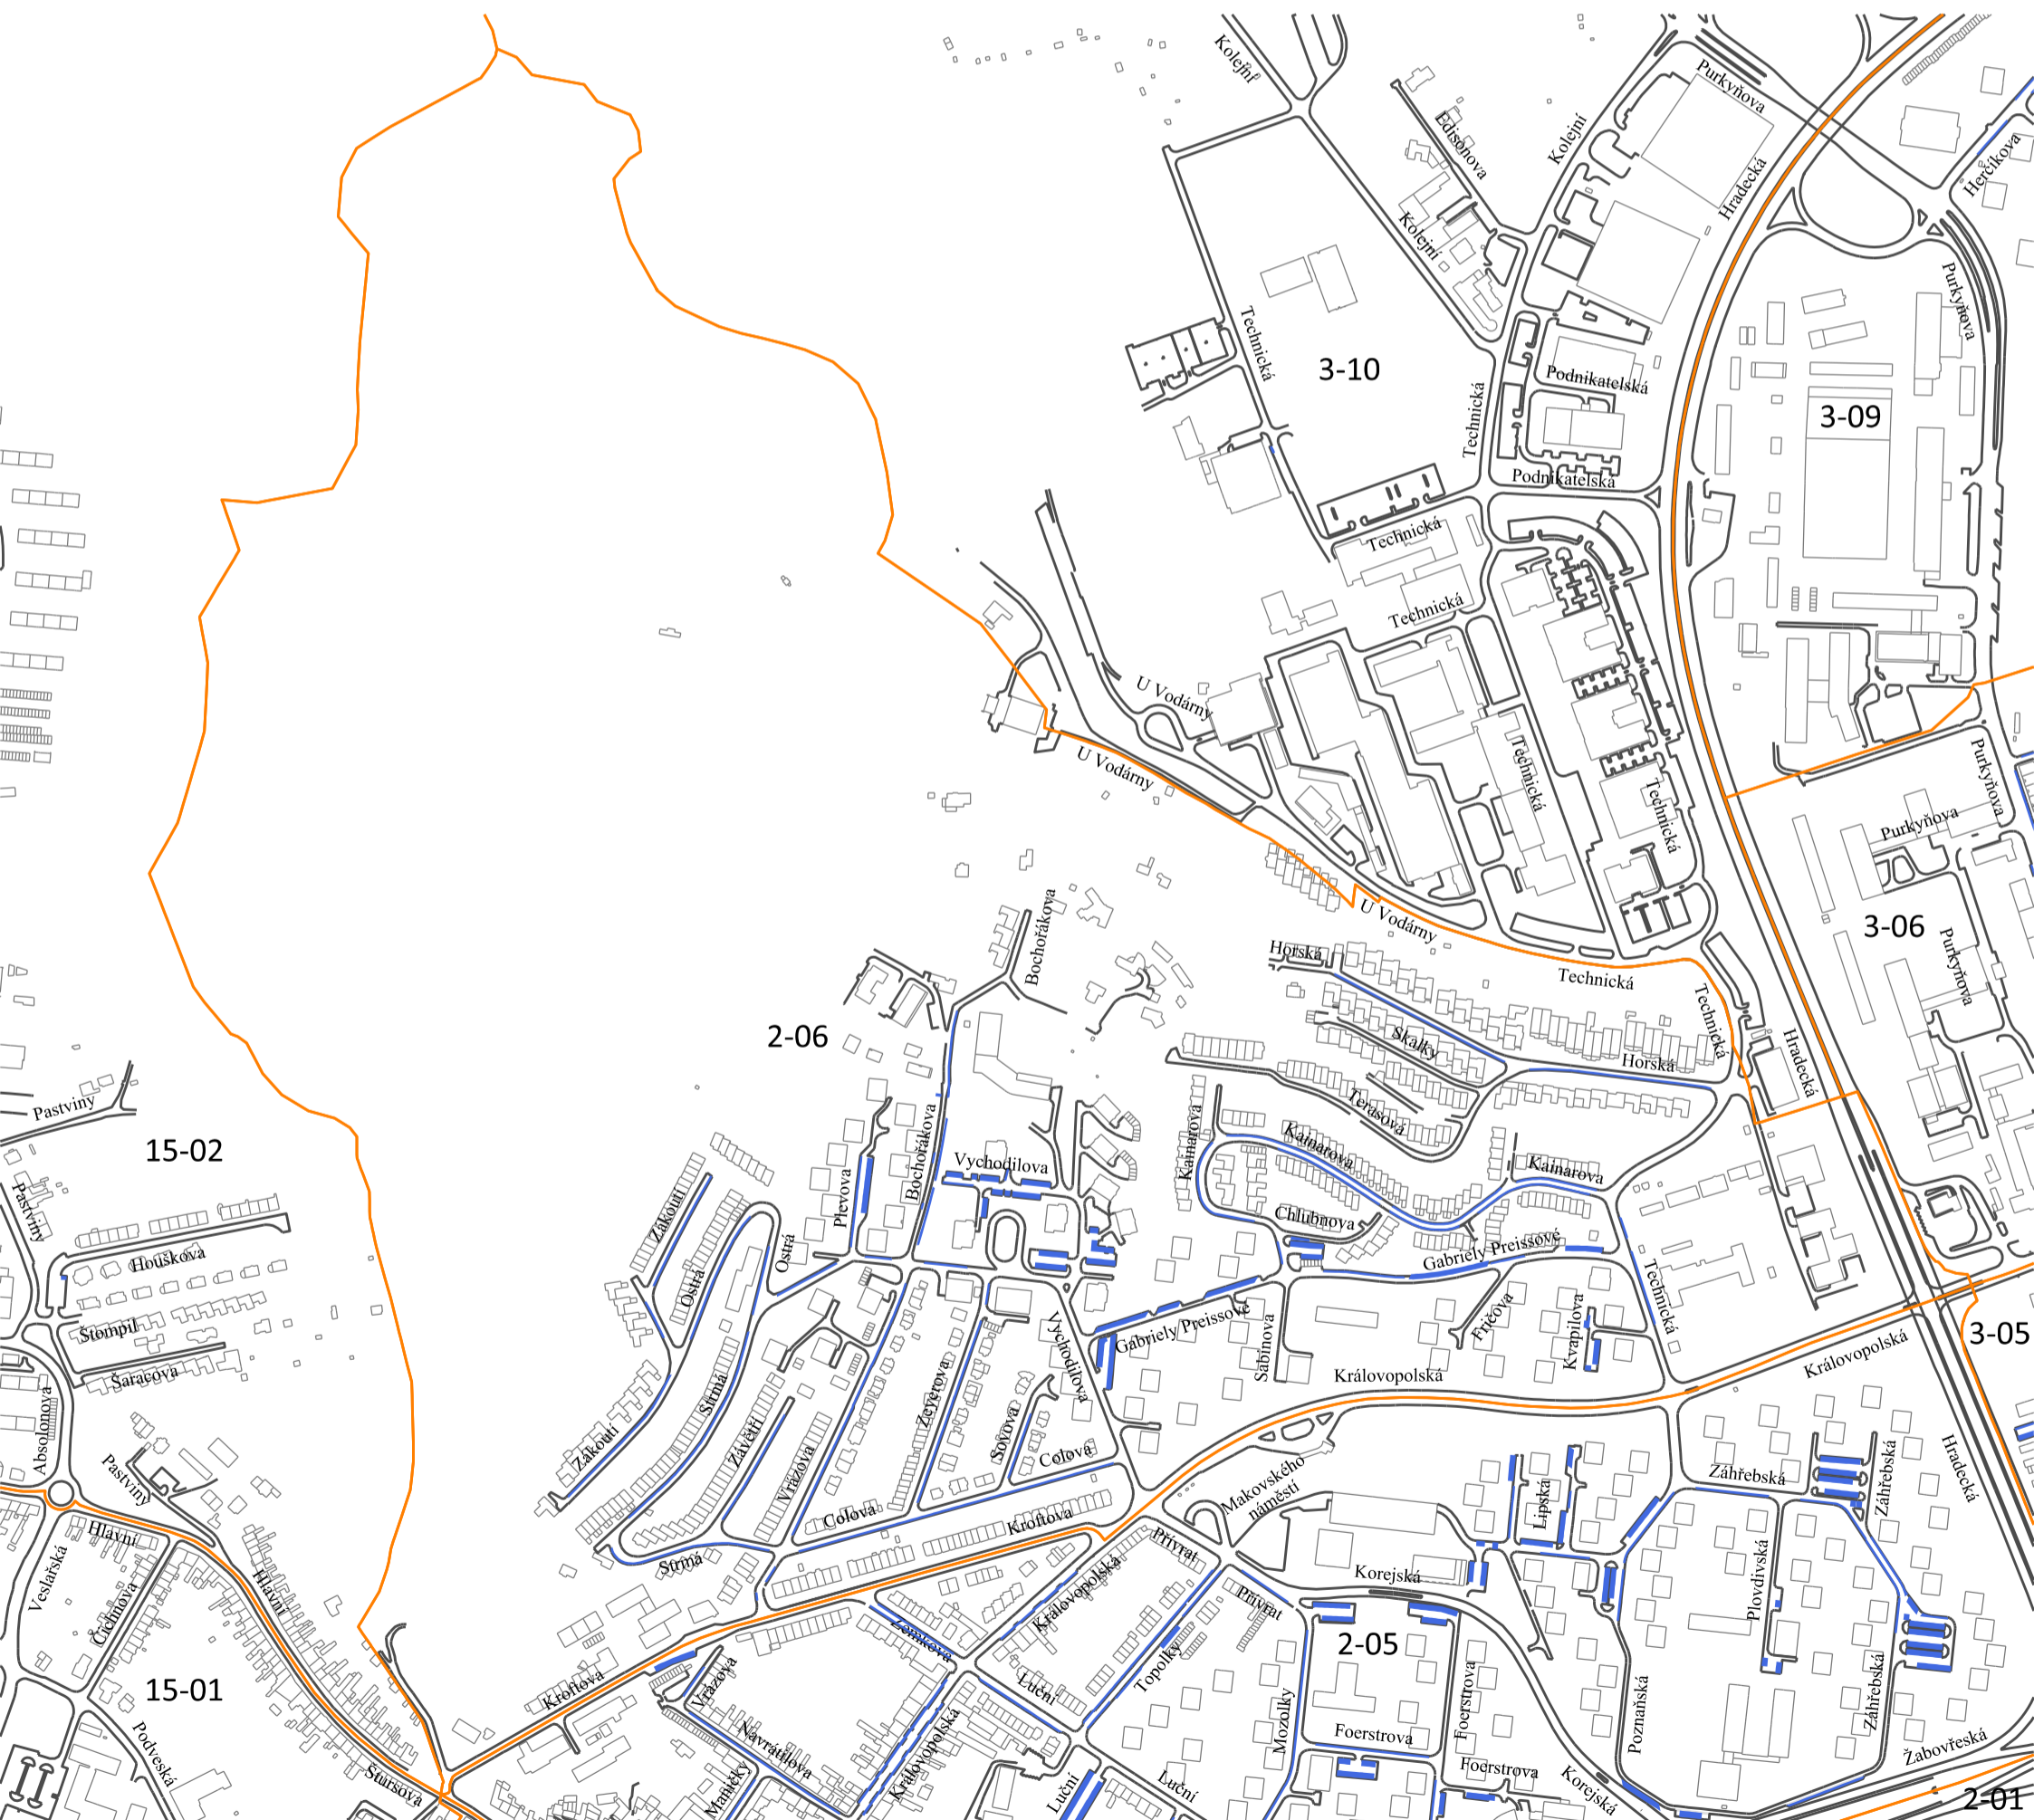 Kolejní
Purkyňova
Edisonova
Kolejní
Herčíkova
Hradecká
Kolejní
Purkyňova
Technická
3-10
Podnikatelská
Technická
3-09
Podnikatelská
Technická
Technická
U Vodárny
U Vodárny
Technická
Technická
Purkyňova
Purkyňova
U Vodárny
3-06
Bochořákova
Horská
Technická
Purkyňova
Technická
2-06
Skalky
Horská
Hradecká
Pastviny
Terasová
15-02
Kainarova
Kainarova
Bochořákova
Vychodilova
Kainarova
Pastviny
Zákoutí
Plevova
Chlubnova
Houškova
Ostrá
Gabriely Preissové
Ostrá
Technická
Štompil
Gabriely Preissové
Fričova
Kvapilova
Sabinova
Vychodilova
3-05
Královopolská
Královopolská
Šaracova
Absolonova
Strmá
Zeyerova
Závětří
Sovova
Zákoutí
Vrázova
Colova
Pastviny
Makovského
náměstí
Záhřebská
Záhřebská
Hradecká
Lipská
Colova
Kroftova
Hlavní
Přívrat
Strmá
Korejská
Veslařská
Hlavní
Cichnova
Královopolská
Přívrat
Plovdivská
Zemkova
2-05
Topolky
Vrázova
Kroftova
15-01
Luční
Mozolky
Foerstrova
Poznaňská
Záhřebská
Foerstrova
Podveská
Navrátilova
Královopolská
Žabovřeská
Foerstrova
Šturšova
Maničky
Luční
Luční
Korejská
2-01